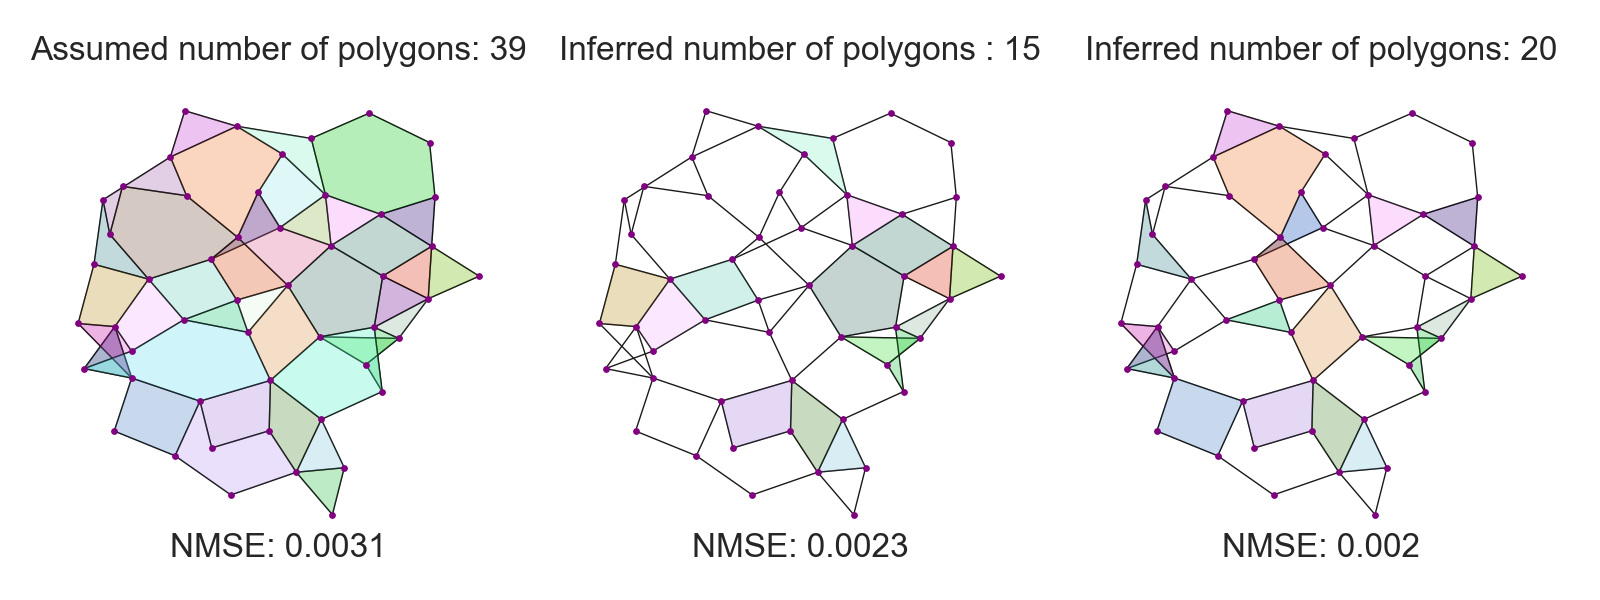 Assumed number of polygons: 39
Inferred number of polygons : 15
Inferred number of polygons: 20
NMSE: 0.0031
NMSE: 0.0023
NMSE: 0.002